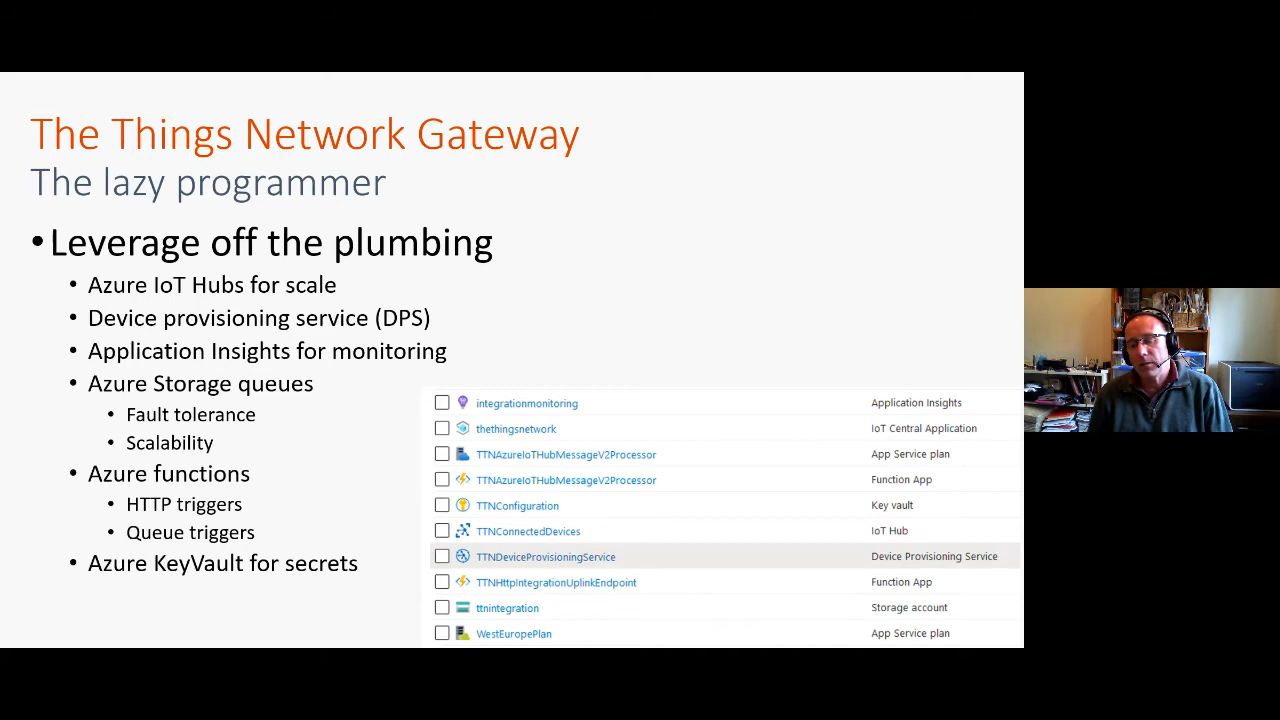 The Things Network Gateway
The lazy programmer
•Leverage off the plumbing
• Azure IoT Hubs for scale
• Device provisioning service (DPS)
• Application Insights for monitoring
• Azure Storage queues
• Fault tolerance
• Scalability
• Azure functions
• HTTP triggers
• Queue triggers
• Azure KeyVault for secrets
integrationmonitoring Application Insights
thethingsnetwork IoT Central Application
TTNAzureIoTHubMessageV2Processor App Service plan
TTNAzureIoTHubMessageV2Processor Function App
TTNConfiguration Key vault
TTNConnectedDevices IoT Hub
TTNDeviceProvisioningService Device Provisioning Service
TTNHttpIntegrationUplinkEndpoint Function App
ttnintegration Storage account
WestEuropePlan App Service plan